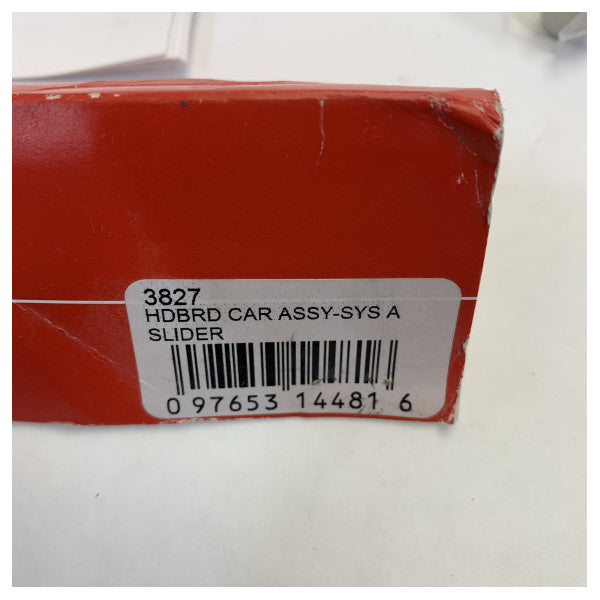 3827
HDBRD CAR ASSY-SYS A
SLIDER
0 97653 14481 6